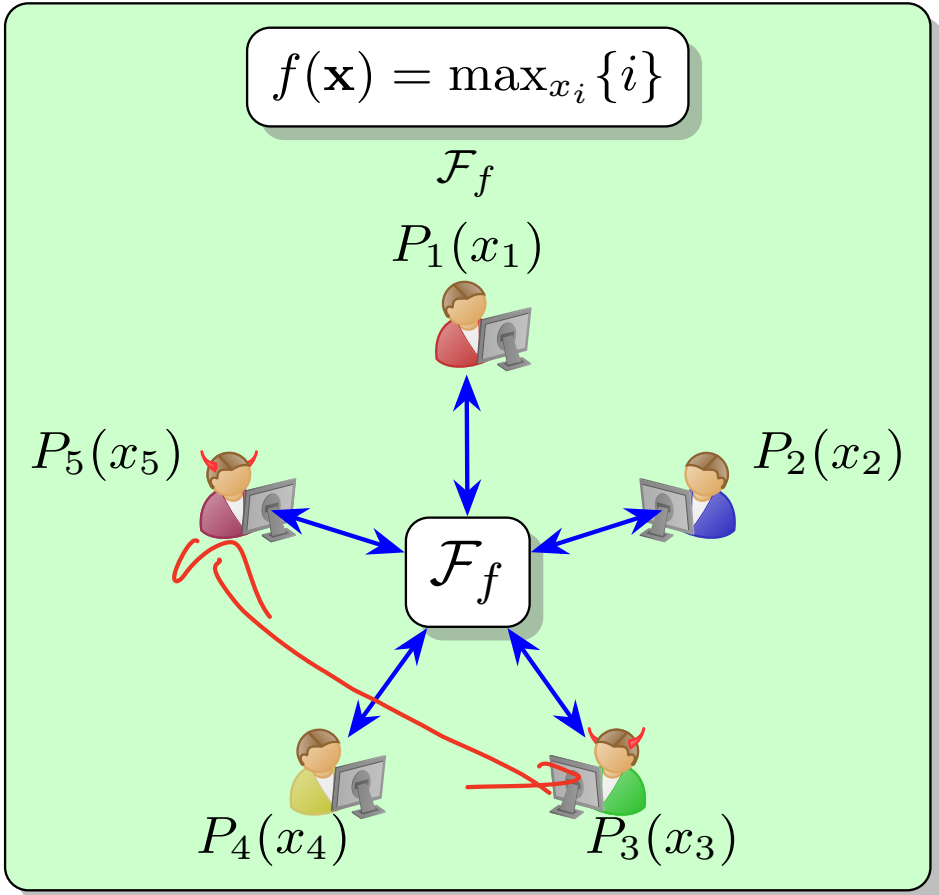 f(𝐱) = max_{x_i}{i}
ℱ_f
P_1(x_1)
P_5(x_5)
P_2(x_2)
ℱ_f
P_4(x_4)
P_3(x_3)